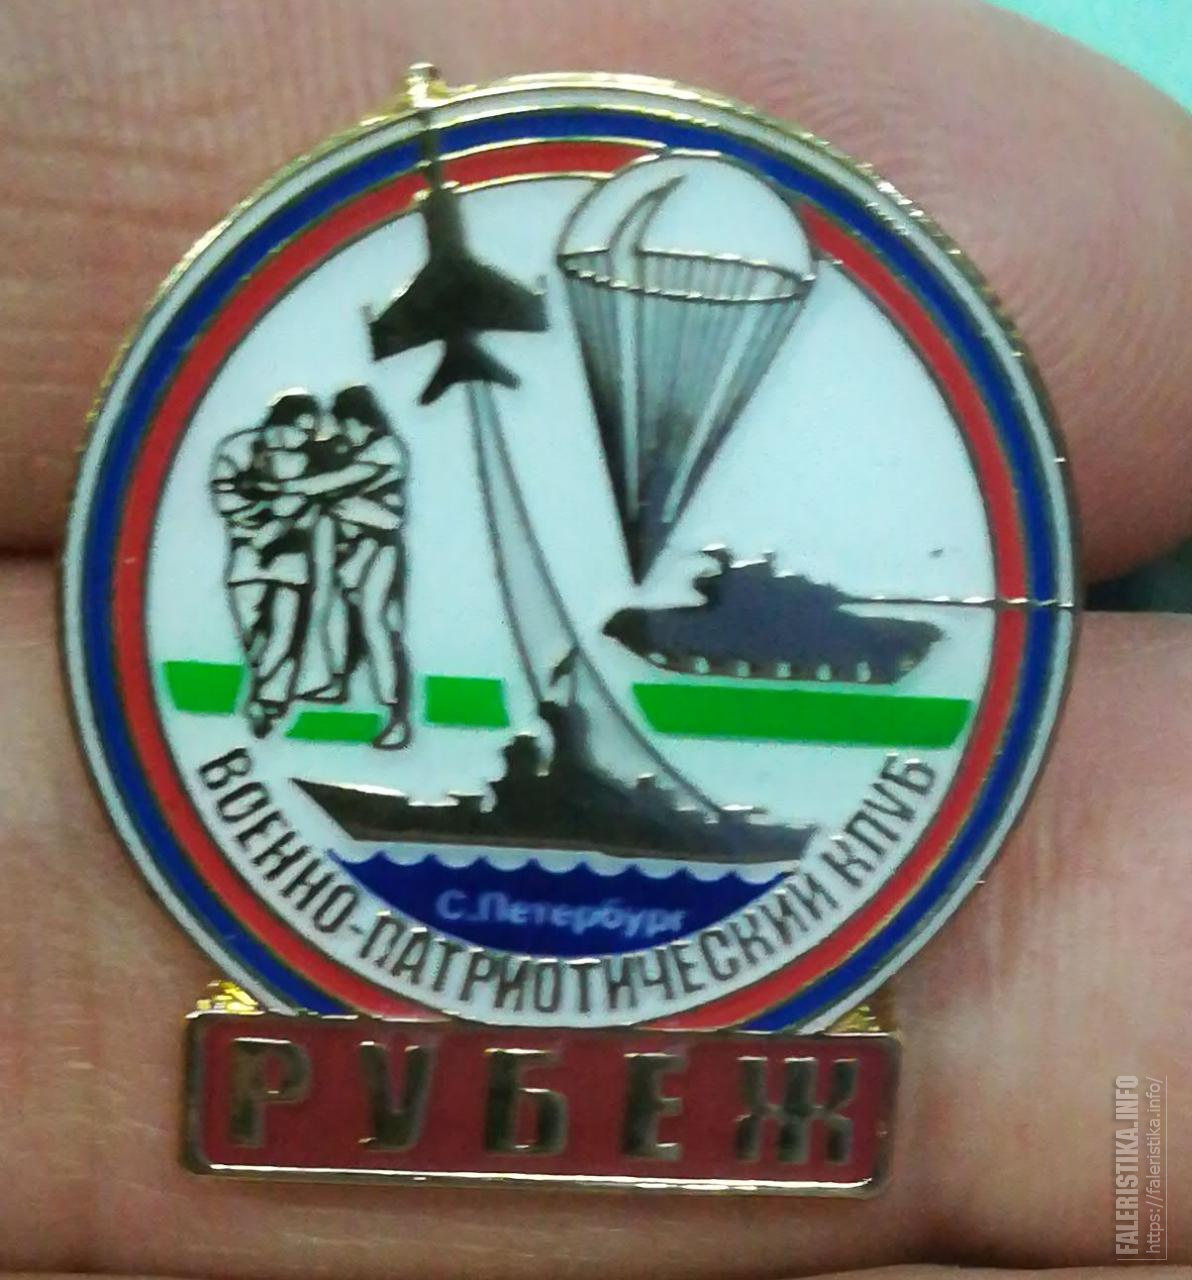 ВОЕННО-ПАТРИОТИЧЕСКИЙ КЛУБ
С.Петербург
РУБЕЖ
FALERISTIKA.INFO
https://faleristika.info/